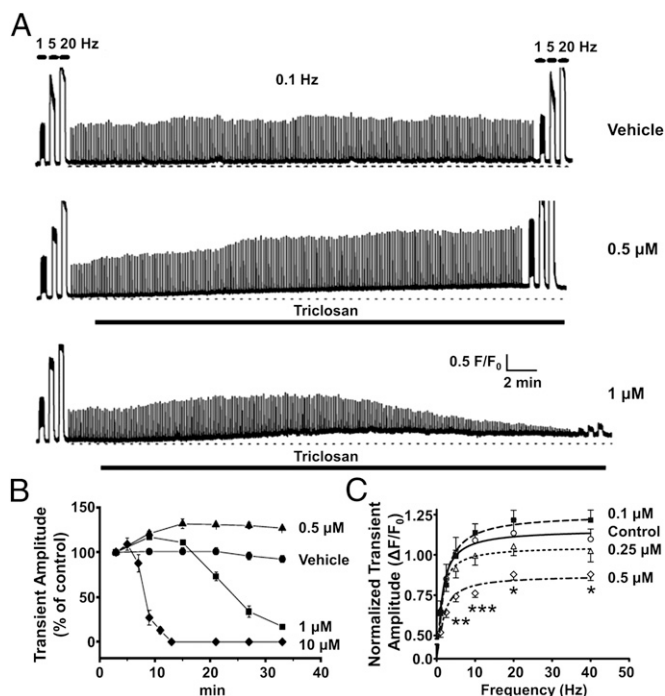 A
1 5 20 Hz
0.1 Hz
1 5 20 Hz
Vehicle
0.5 µM
Triclosan
0.5 F/F0
2 min
1 µM
Triclosan
B
Transient Amplitude
(% of control)
150
100
50
0
0 10 20 30 40
min
0.5 µM
Vehicle
1 µM
10 µM
C
Normalized Transient
Amplitude (ΔF/F0)
1.25
1.00
0.75
0.50
0 10 20 30 40 50
Frequency (Hz)
0.1 µM
Control
0.25 µM
0.5 µM
** *** * *